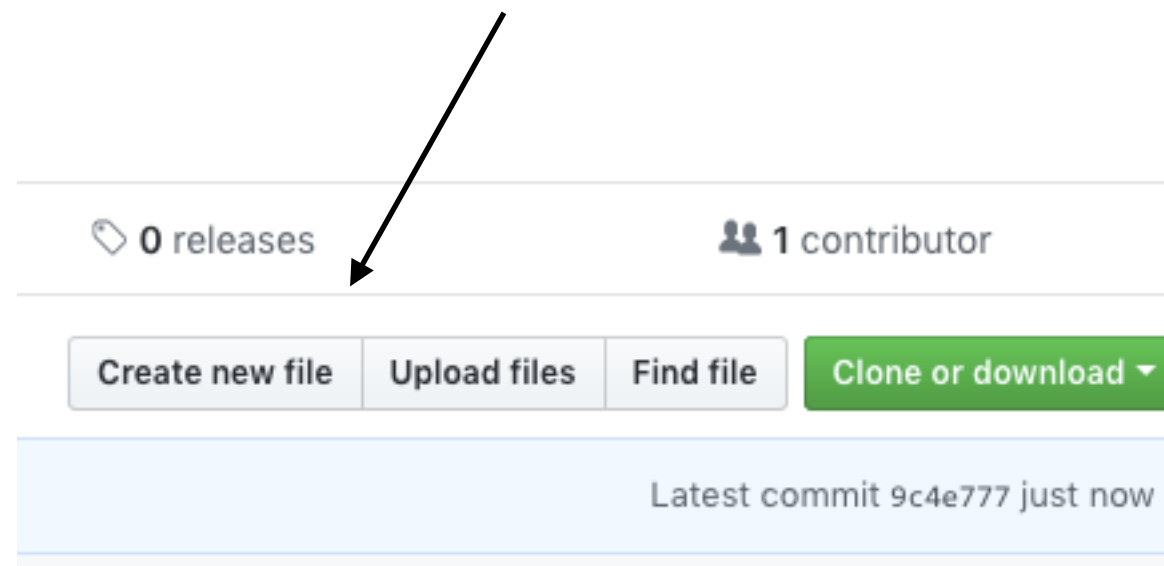 0 releases 1 contributor
Create new file Upload files Find file Clone or download
Latest commit 9c4e777 just now